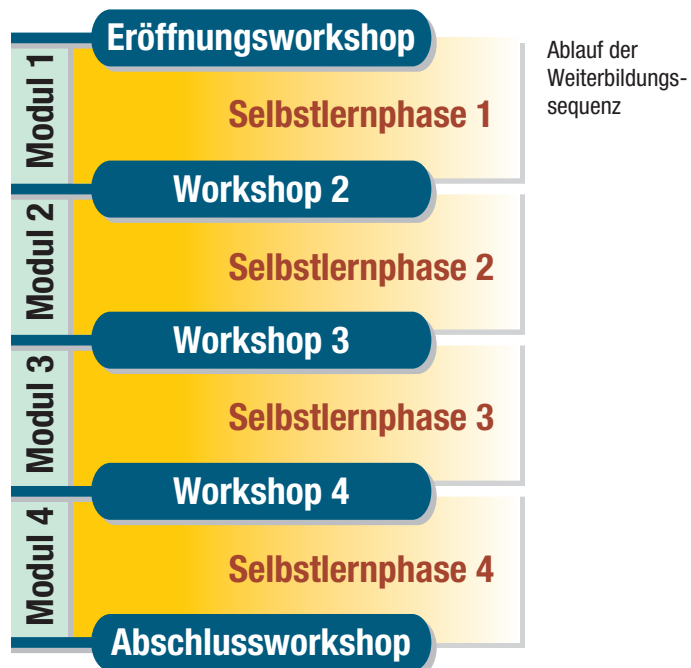 Eröffnungsworkshop
Ablauf der
Weiterbildungs-
sequenz
Modul 1
Selbstlernphase 1
Workshop 2
Modul 2
Selbstlernphase 2
Workshop 3
Modul 3
Selbstlernphase 3
Workshop 4
Modul 4
Selbstlernphase 4
Abschlussworkshop